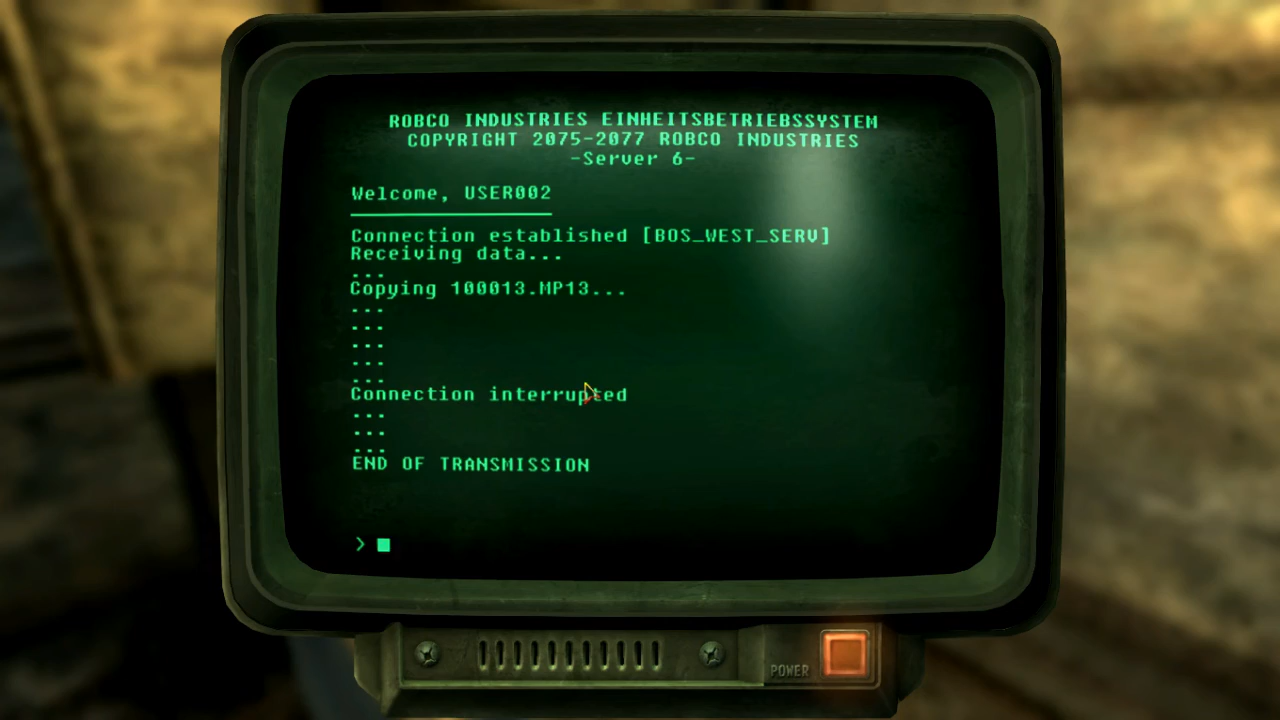 ROBCO INDUSTRIES EINHEITSBETRIEBSSYSTEM
COPYRIGHT 2075-2077 ROBCO INDUSTRIES
-Server 6-
Welcome, USER002
Connection established [BOS_WEST_SERV]
Receiving data...
...
Copying 100013.MP13...
...
...
...
...
...
Connection interrupted
...
...
...
END OF TRANSMISSION
>
POWER